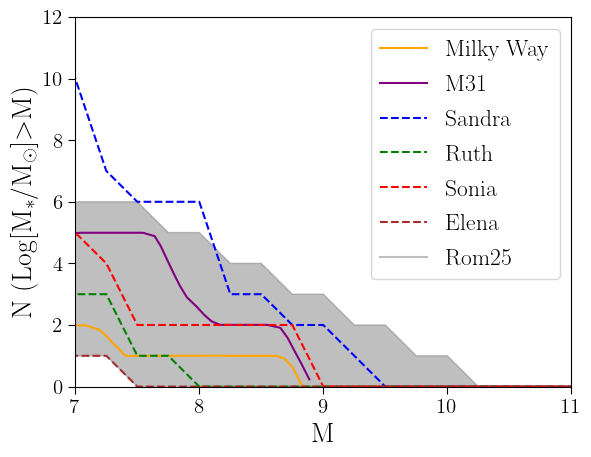 12
10
8
6
4
2
0
N (Log[M*/M⊙]>M)
7
8
9
10
11
M
Milky Way
M31
Sandra
Ruth
Sonia
Elena
Rom25